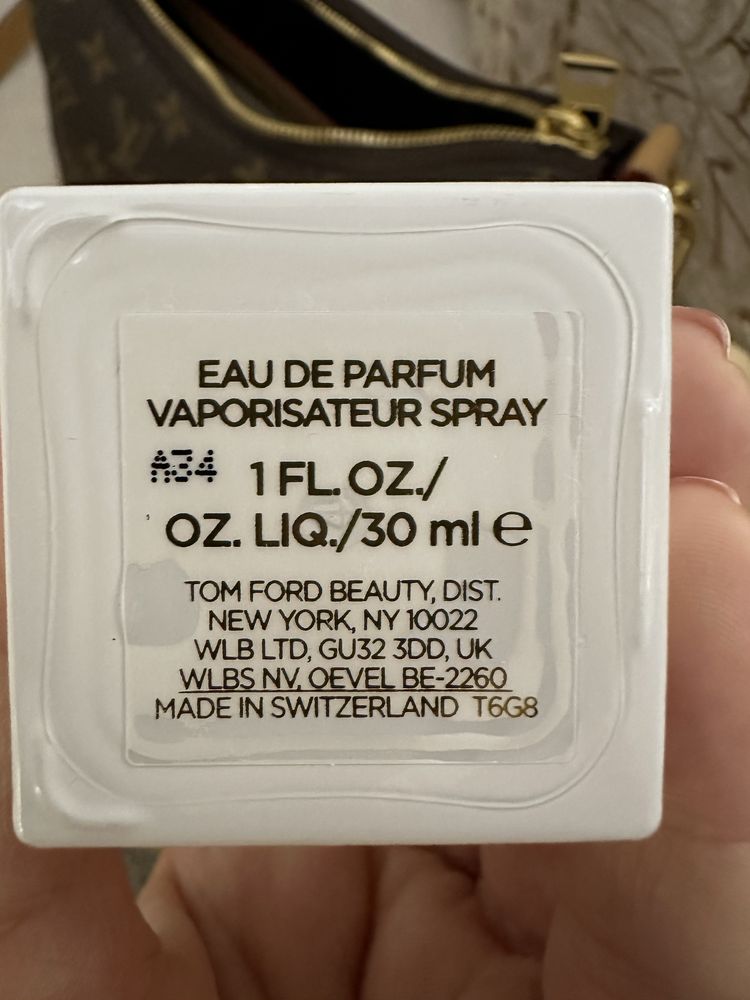 EAU DE PARFUM
VAPORISATEUR SPRAY
A34
1 FL. OZ./
OZ. LIQ./30 ml e
TOM FORD BEAUTY, DIST.
NEW YORK, NY 10022
WLB LTD, GU32 3DD, UK
WLBS NV, OEVEL BE-2260
MADE IN SWITZERLAND T6G8